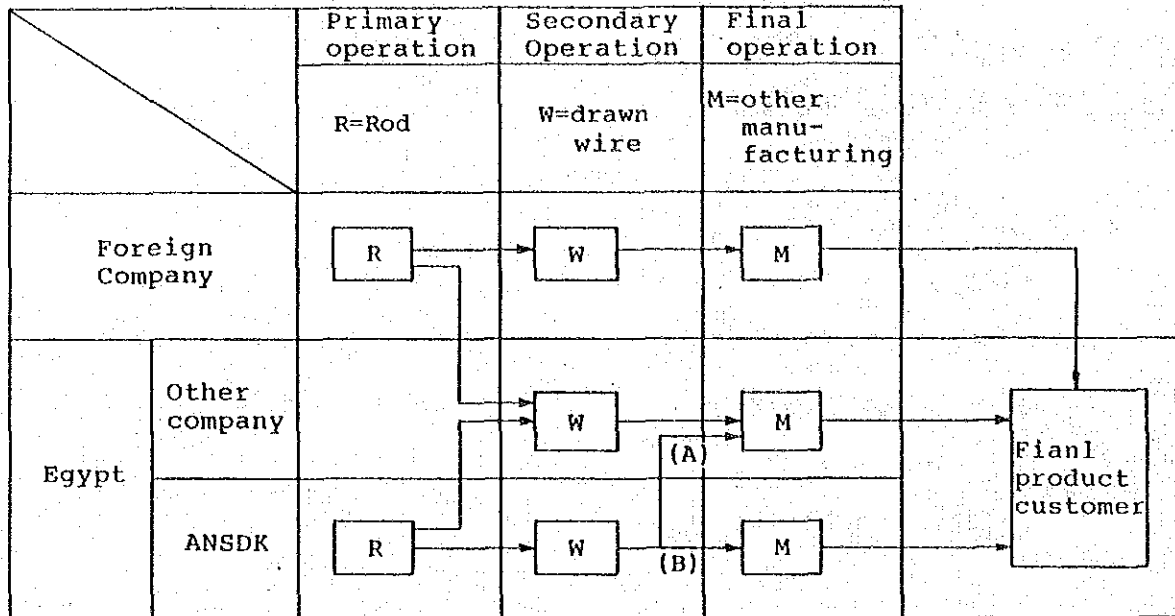 Primary
operation
Secondary
Operation
Final
operation
R=Rod
W=drawn
wire
M=other
manu-
facturing
Foreign
Company
R
W
M
Egypt
Other
company
W
M
(A)
ANSDK
R
W
(B)
M
Fianl
product
customer